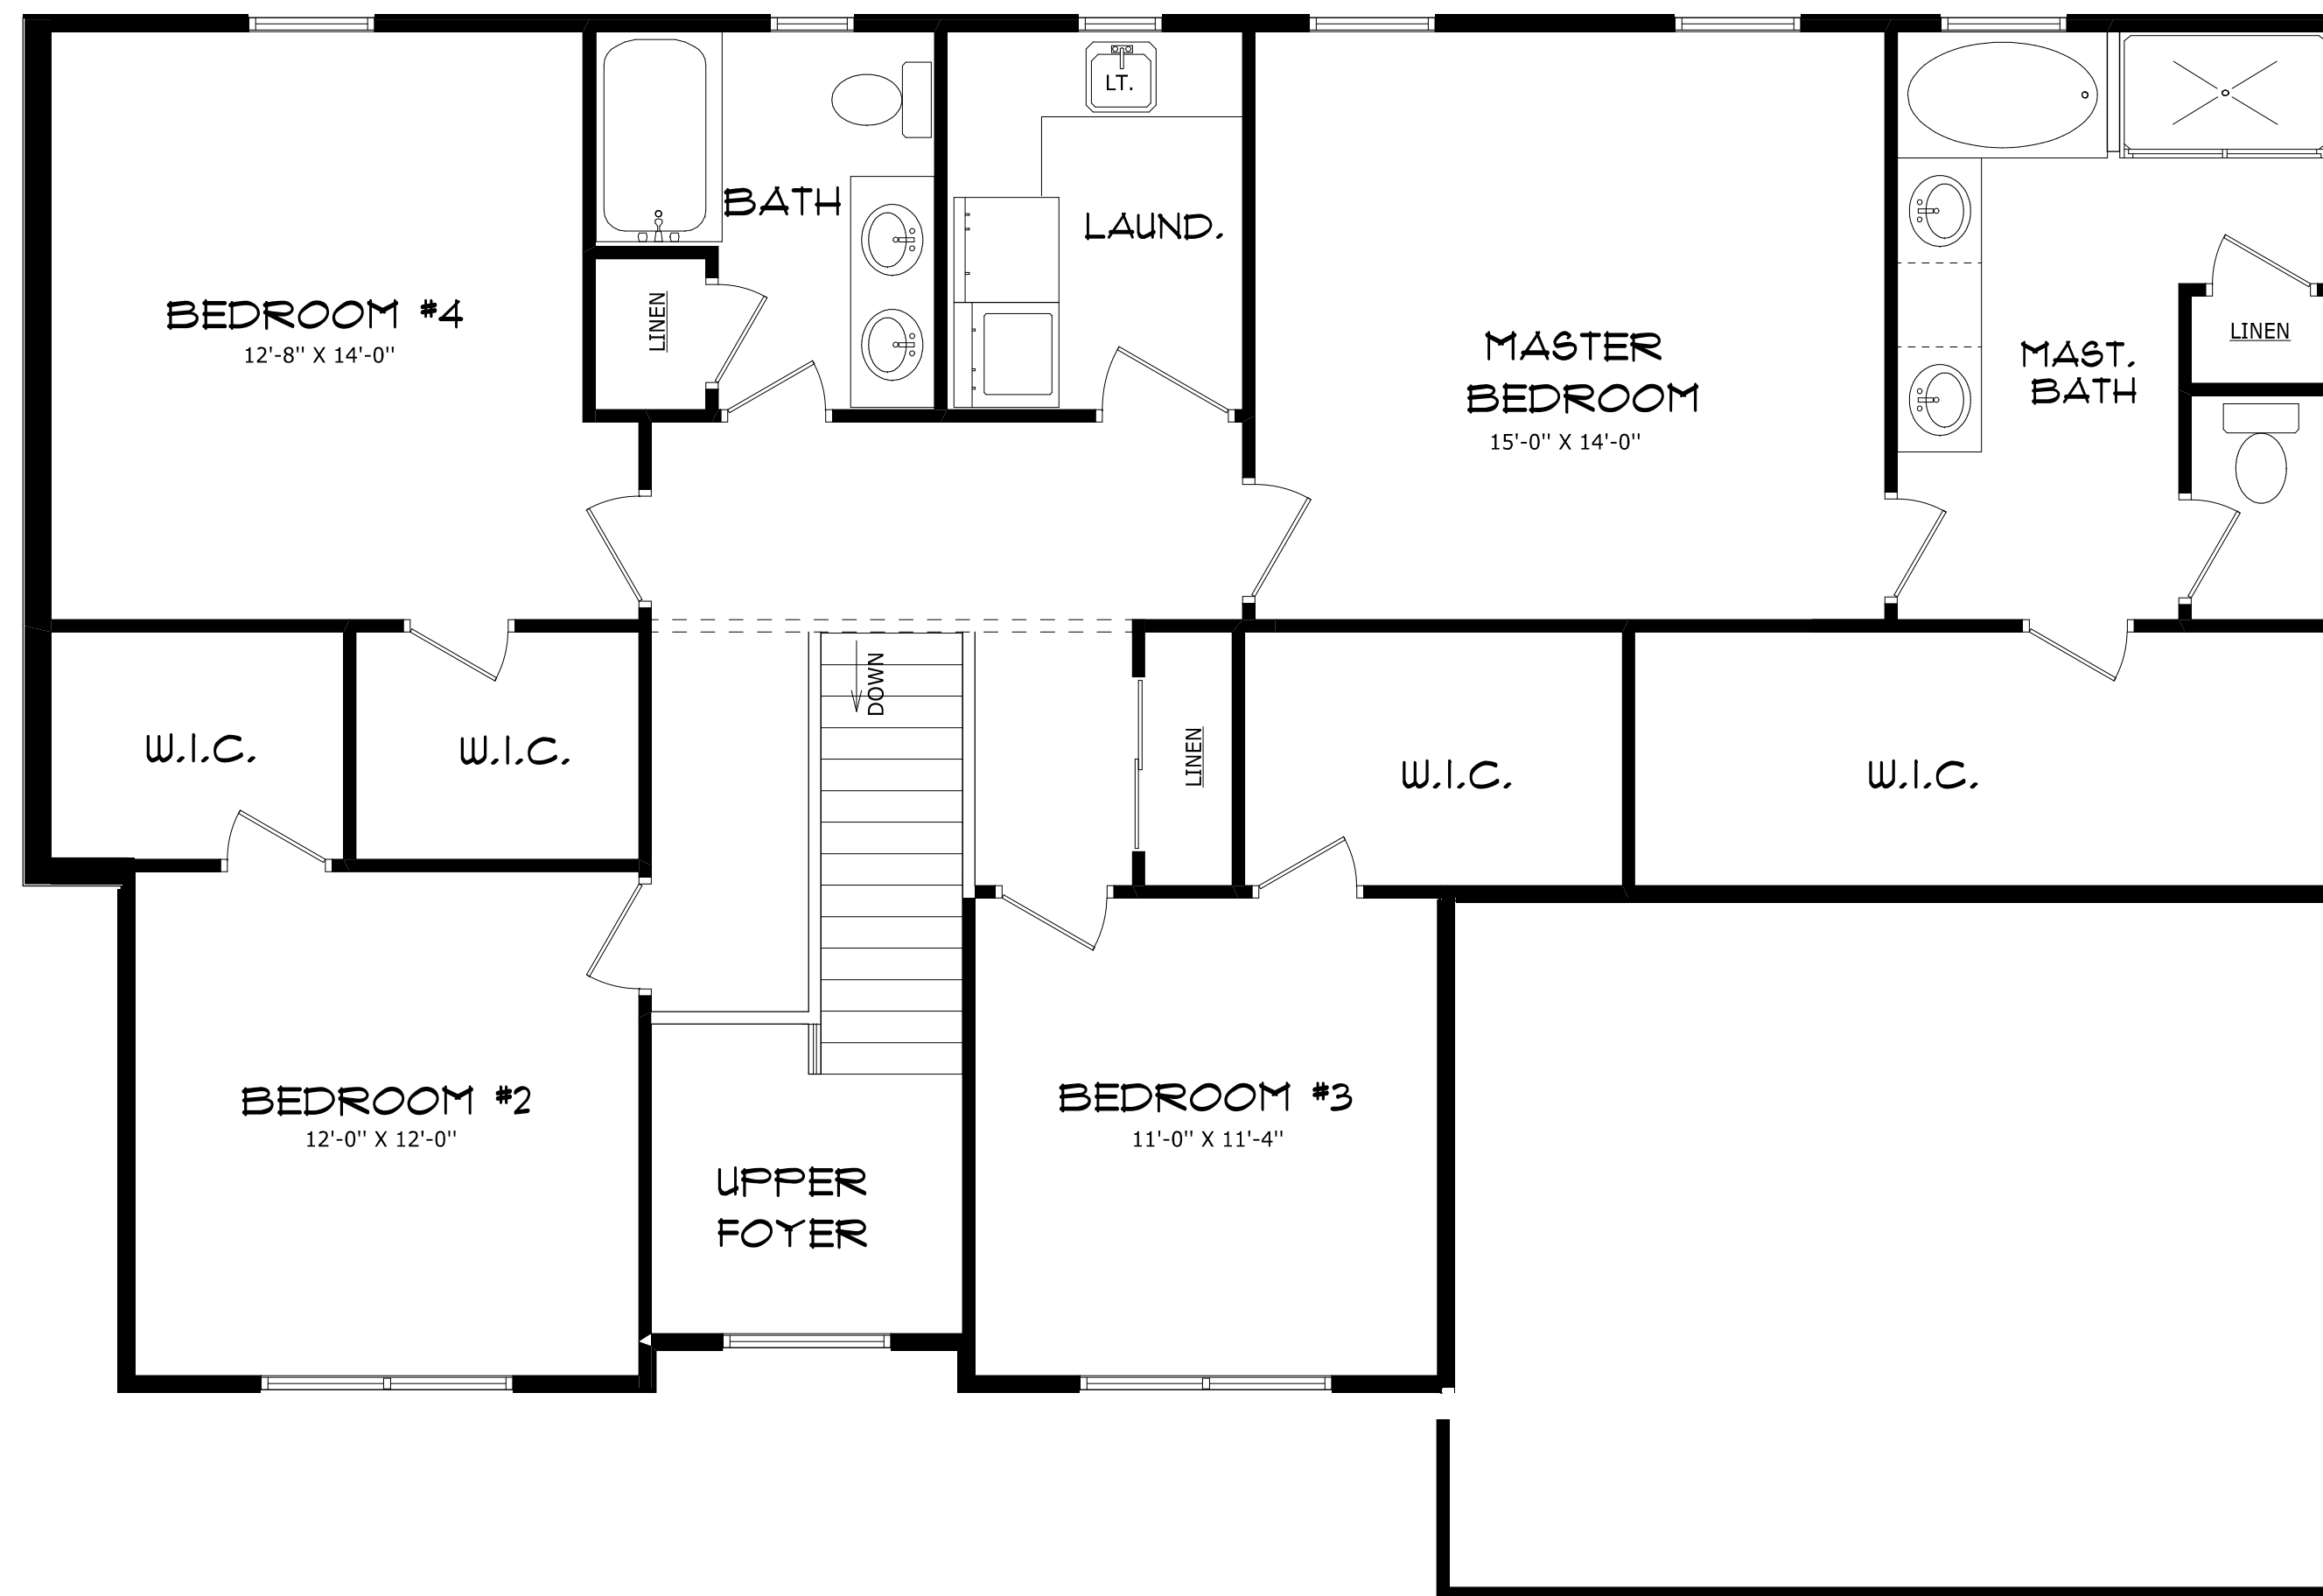 LT.
BATH
LAUND.
BEDROOM #4
12'-8" X 14'-0"
LINEN
MASTER
BEDROOM
15'-0" X 14'-0"
MAST.
BATH
LINEN
DOWN
W.I.C.
W.I.C.
LINEN
W.I.C.
W.I.C.
BEDROOM #2
12'-0" X 12'-0"
BEDROOM #3
11'-0" X 11'-4"
UPPER
FOYER